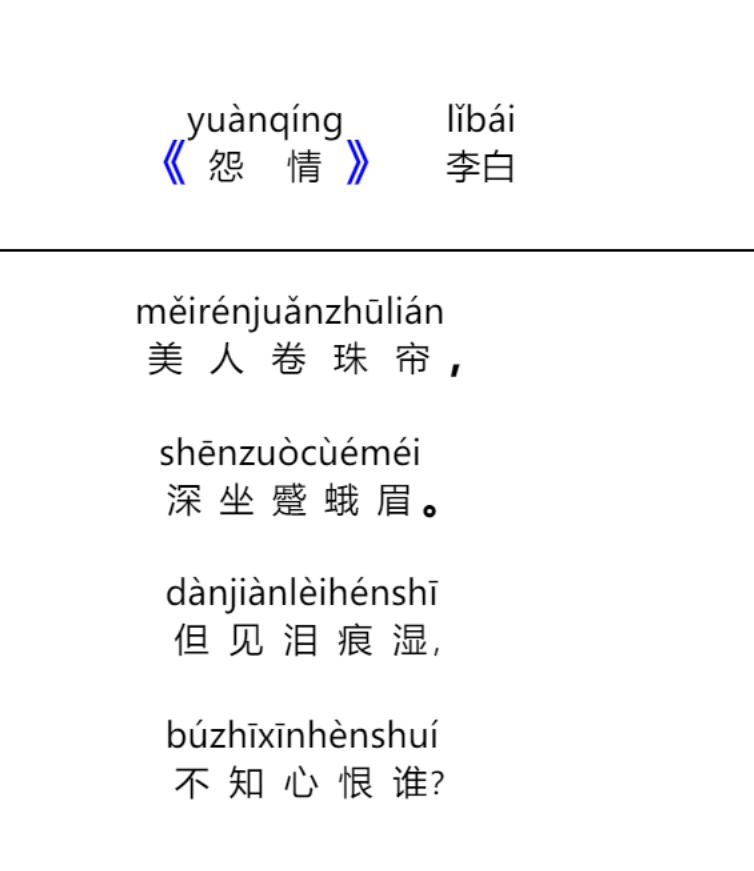 yuànqíng lǐbái
《怨情》 李白
měirénjuǎnzhūlián
美人卷珠帘，
shēnzuòcùéméi
深坐蹙蛾眉。
dànjiànlèihénshī
但见泪痕湿,
búzhīxīnhènshuí
不知心恨谁?